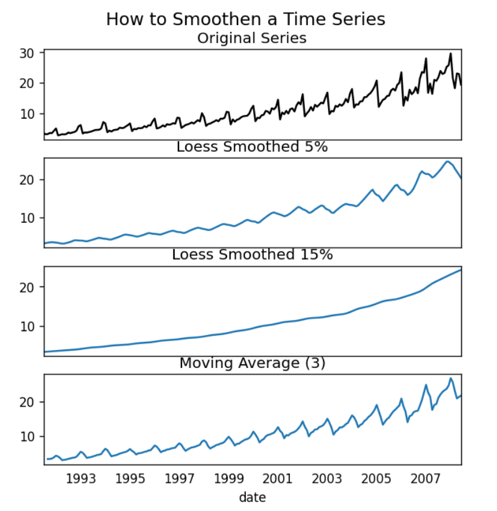 How to Smoothen a Time Series
Original Series
30
20
10
Loess Smoothed 5%
20
10
Loess Smoothed 15%
20
10
Moving Average (3)
20
10
1993 1995 1997 1999 2001 2003 2005 2007
date